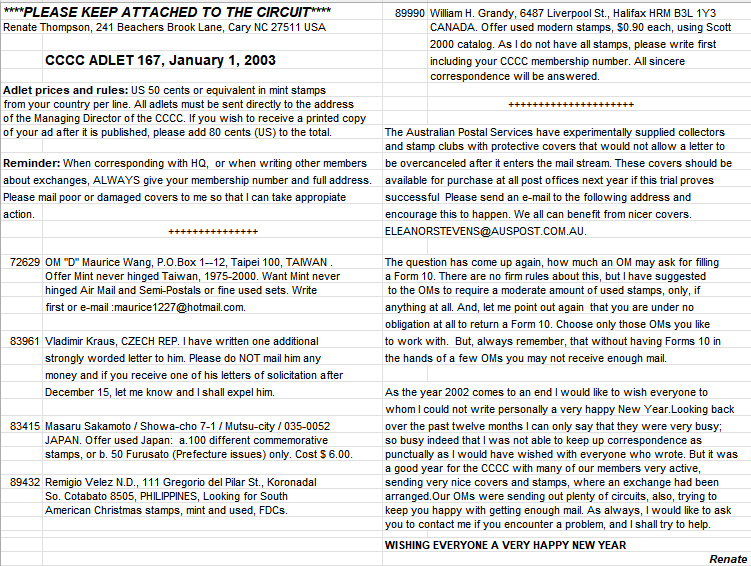 ****PLEASE KEEP ATTACHED TO THE CIRCUIT****
Renate Thompson, 241 Beachers Brook Lane, Cary NC 27511 USA
CCCC ADLET 167, January 1, 2003
Adlet prices and rules: US 50 cents or equivalent in mint stamps
from your country per line. All adlets must be sent directly to the address
of the Managing Director of the CCCC. If you wish to receive a printed copy
of your ad after it is published, please add 80 cents (US) to the total.
Reminder: When corresponding with HQ, or when writing other members
about exchanges, ALWAYS give your membership number and full address.
Please mail poor or damaged covers to me so that I can take appropiate
action.
+++++++++++++++
72629 OM "D" Maurice Wang, P.O.Box 1--12, Taipei 100, TAIWAN .
Offer Mint never hinged Taiwan, 1975-2000. Want Mint never
hinged Air Mail and Semi-Postals or fine used sets. Write
first or e-mail :maurice1227@hotmail.com.
83961 Vladimir Kraus, CZECH REP. I have written one additional
strongly worded letter to him. Please do NOT mail him any
money and if you receive one of his letters of solicitation after
December 15, let me know and I shall expel him.
83415 Masaru Sakamoto / Showa-cho 7-1 / Mutsu-city / 035-0052
JAPAN. Offer used Japan: a.100 different commemorative
stamps, or b. 50 Furusato (Prefecture issues) only. Cost $ 6.00.
89432 Remigio Velez N.D., 111 Gregorio del Pilar St., Koronadal
So. Cotabato 8505, PHILIPPINES, Looking for South
American Christmas stamps, mint and used, FDCs.
89990 William H. Grandy, 6487 Liverpool St., Halifax HRM B3L 1Y3
CANADA. Offer used modern stamps, $0.90 each, using Scott
2000 catalog. As I do not have all stamps, please write first
including your CCCC membership number. All sincere
correspondence will be answered.
+++++++++++++++++++++
The Australian Postal Services have experimentally supplied collectors
and stamp clubs with protective covers that would not allow a letter to
be overcanceled after it enters the mail stream. These covers should be
available for purchase at all post offices next year if this trial proves
successful Please send an e-mail to the following address and
encourage this to happen. We all can benefit from nicer covers.
ELEANORSTEVENS@AUSPOST.COM.AU.
The question has come up again, how much an OM may ask for filling
a Form 10. There are no firm rules about this, but I have suggested
to the OMs to require a moderate amount of used stamps, only, if
anything at all. And, let me point out again that you are under no
obligation at all to return a Form 10. Choose only those OMs you like
to work with. But, always remember, that without having Forms 10 in
the hands of a few OMs you may not receive enough mail.
As the year 2002 comes to an end I would like to wish everyone to
whom I could not write personally a very happy New Year.Looking back
over the past twelve months I can only say that they were very busy;
so busy indeed that I was not able to keep up correspondence as
punctually as I would have wished with everyone who wrote. But it was
a good year for the CCCC with many of our members very active,
sending very nice covers and stamps, where an exchange had been
arranged.Our OMs were sending out plenty of circuits, also, trying to
keep you happy with getting enough mail. As always, I would like to ask
you to contact me if you encounter a problem, and I shall try to help.
WISHING EVERYONE A VERY HAPPY NEW YEAR
Renate